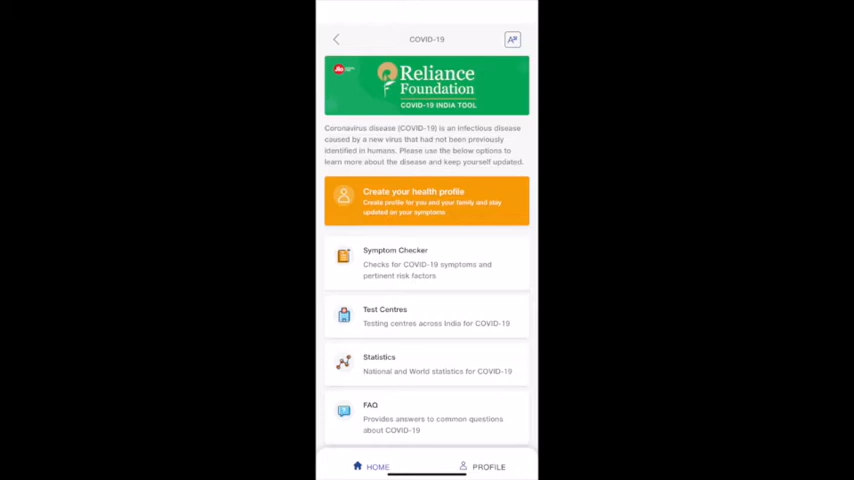 COVID-19
Jio
Reliance
Foundation
COVID-19 INDIA TOOL
Coronavirus disease (COVID-19) is an infectious disease
caused by a new virus that had not been previously
identified in humans. Please use the below options to
learn more about the disease and keep yourself updated.
Create your health profile
Create profile for you and your family and stay
updated on your symptoms
Symptom Checker
Checks for COVID-19 symptoms and
pertinent risk factors
Test Centres
Testing centres across India for COVID-19
Statistics
National and World statistics for COVID-19
FAQ
Provides answers to common questions
about COVID-19
HOME
PROFILE